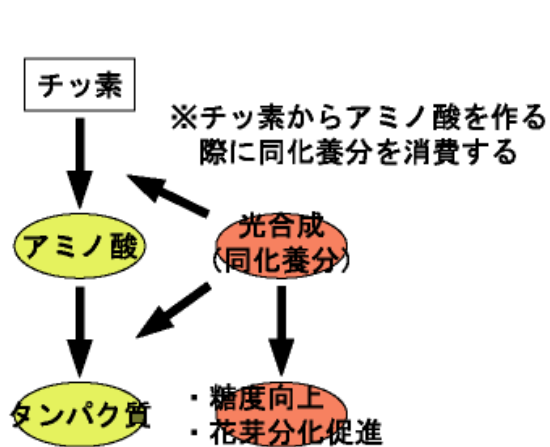 チッ素
※チッ素からアミノ酸を作る
際に同化養分を消費する
アミノ酸
光合成
(同化養分)
タンパク質
・糖度向上
・花芽分化促進